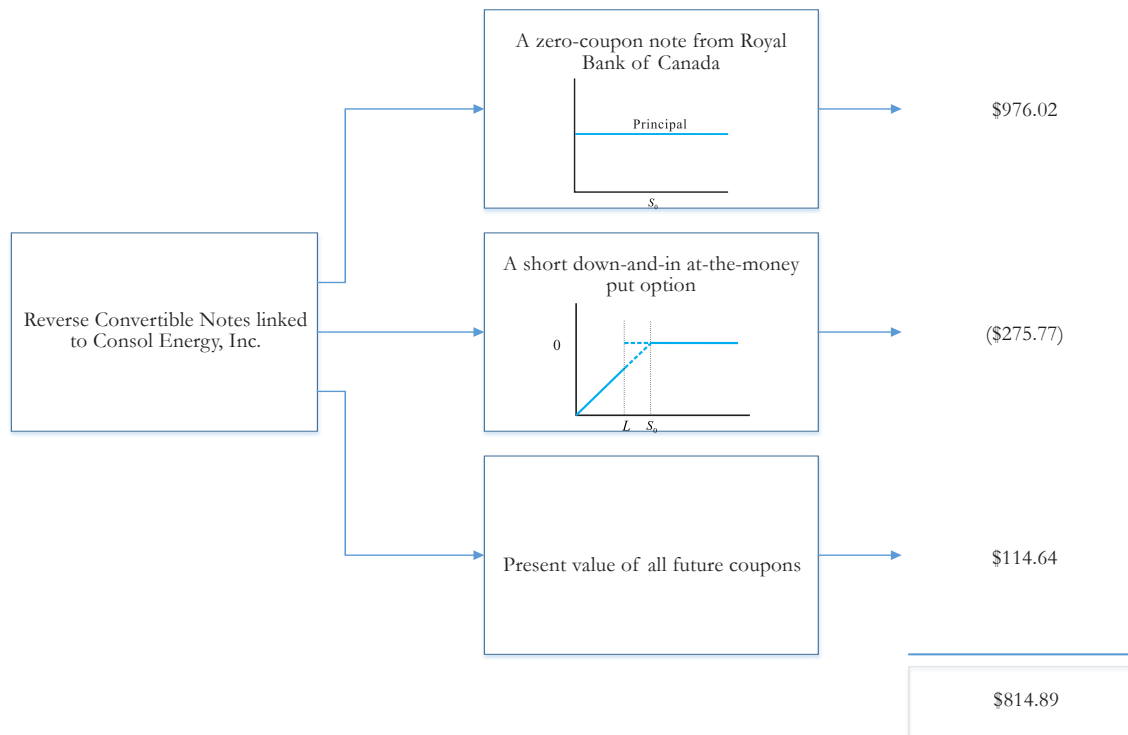 A zero-coupon note from Royal
Bank of Canada
Principal
S₀
$976.02
Reverse Convertible Notes linked
to Consol Energy, Inc.
A short down-and-in at-the-money
put option
0
L S₀
($275.77)
Present value of all future coupons
$114.64
$814.89